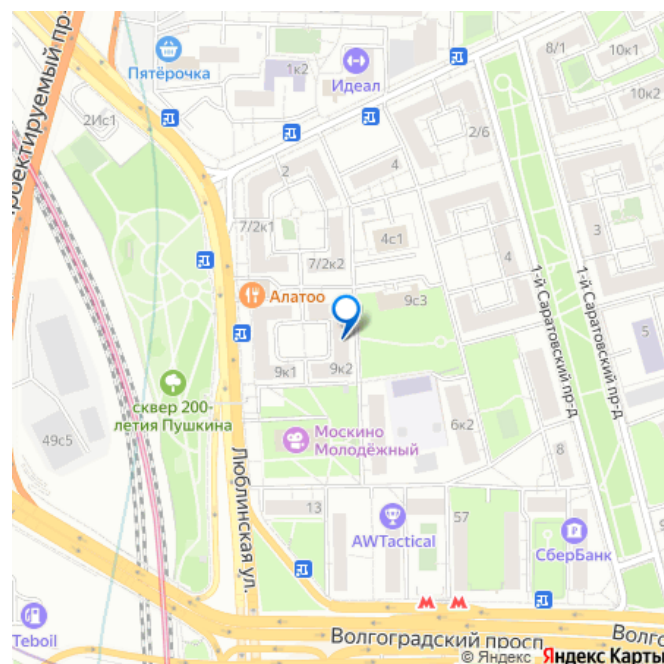 8/1
10к1
Пятёрочка
1к2
Идеал
10к2
2Ис1
2/6
2
4
7/2к1
4с1
3
7/2к2
4
1-й Саратовский пр-д
1-й Саратовский пр-д
Алатоо
9с3
5
9к1
9к2
сквер 200-
летия Пушкина
49с5
Москино
Молодёжный
6к2
8
Люблинская ул.
13
57
AWTactical
СберБанк
Teboil
Волгоградский просп
Волго
© Яндекс Яндекс Карты